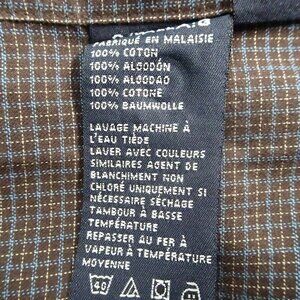 FABRIQUÉ EN MALAISIE
100% COTON
100% ALGODÓN
100% ALGODAO
100% COTONE
100% BAUMWOLLE
LAVAGE MACHINE À
L'EAU TIÈDE
LAVER AVEC COULEURS
SIMILAIRES AGENT DE
BLANCHIMENT NON
CHLORÉ UNIQUEMENT SI
NÉCESSAIRE SÉCHAGE
TAMBOUR À BASSE
TEMPÉRATURE
REPASSER AU FER À
VAPEUR À TEMPÉRATURE
MOYENNE
40